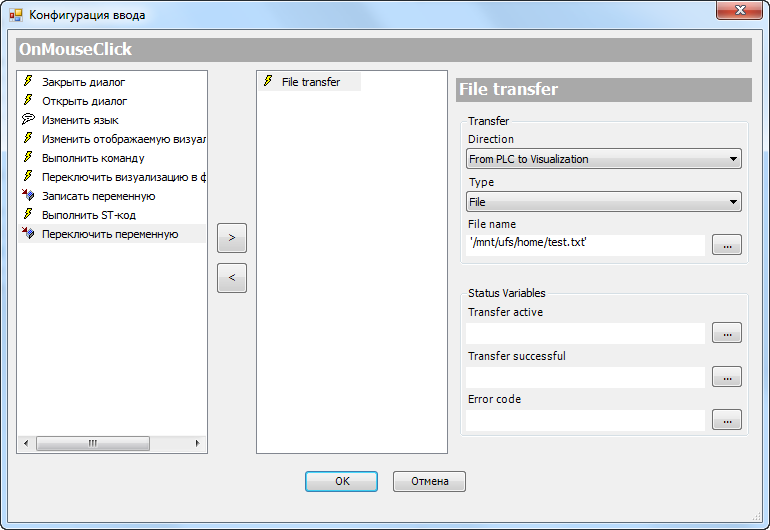 Конфигурация ввода
OnMouseClick
Закрыть диалог
Открыть диалог
Изменить язык
Изменить отображаемую визуал
Выполнить команду
Переключить визуализацию в ф
Записать переменную
Выполнить ST-код
Переключить переменную
>
<
File transfer
File transfer
Transfer
Direction
From PLC to Visualization
Type
File
File name
'/mnt/ufs/home/test.txt'
...
Status Variables
Transfer active
...
Transfer successful
...
Error code
...
OK
Отмена